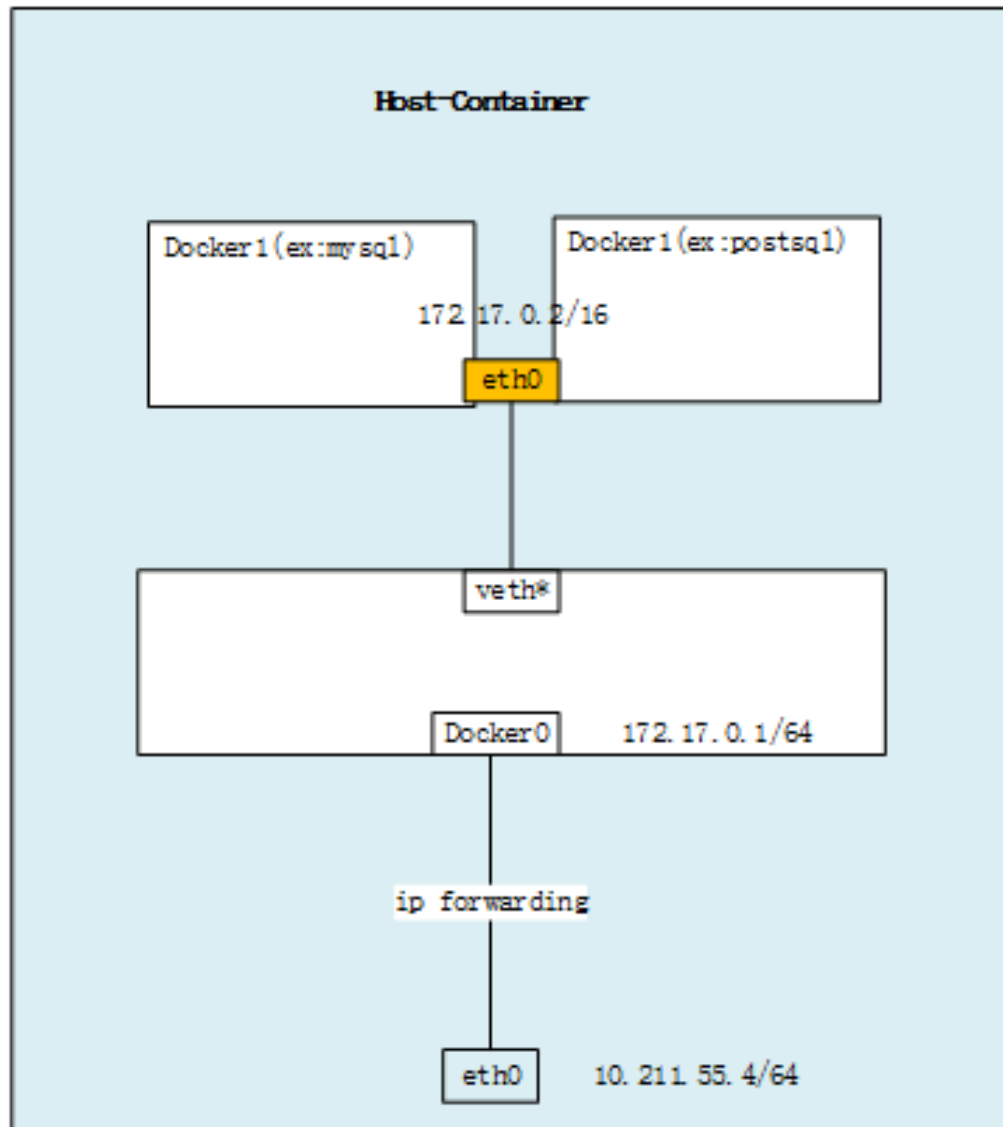 Host-Container
Docker1(ex:mysql)
Docker1(ex:postsql)
172.17.0.2/16
eth0
veth*
Docker0
172.17.0.1/64
ip forwarding
eth0
10.211.55.4/64